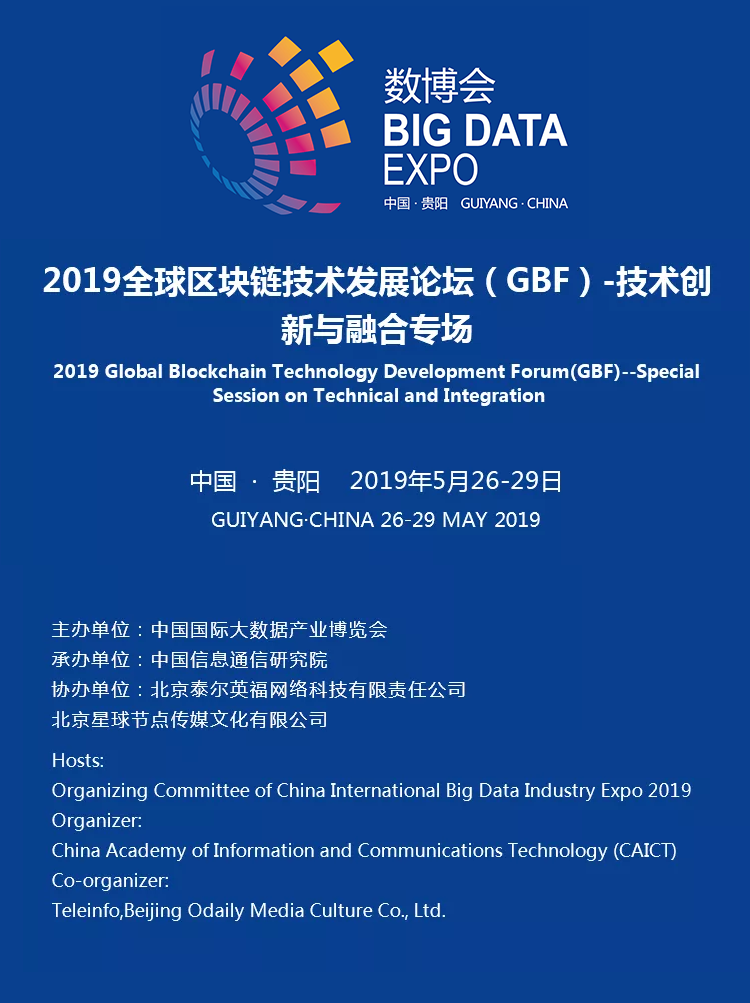 数博会
BIG DATA
EXPO
中国·贵阳 GUIYANG·CHINA
2019全球区块链技术发展论坛（GBF）-技术创
新与融合专场
2019 Global Blockchain Technology Development Forum(GBF)--Special
Session on Technical and Integration
中国 · 贵阳 2019年5月26-29日
GUIYANG·CHINA 26-29 MAY 2019
主办单位：中国国际大数据产业博览会
承办单位：中国信息通信研究院
协办单位：北京泰尔英福网络科技有限责任公司
北京星球节点传媒文化有限公司
Hosts:
Organizing Committee of China International Big Data Industry Expo 2019
Organizer:
China Academy of Information and Communications Technology (CAICT)
Co-organizer:
Teleinfo,Beijing Odaily Media Culture Co., Ltd.